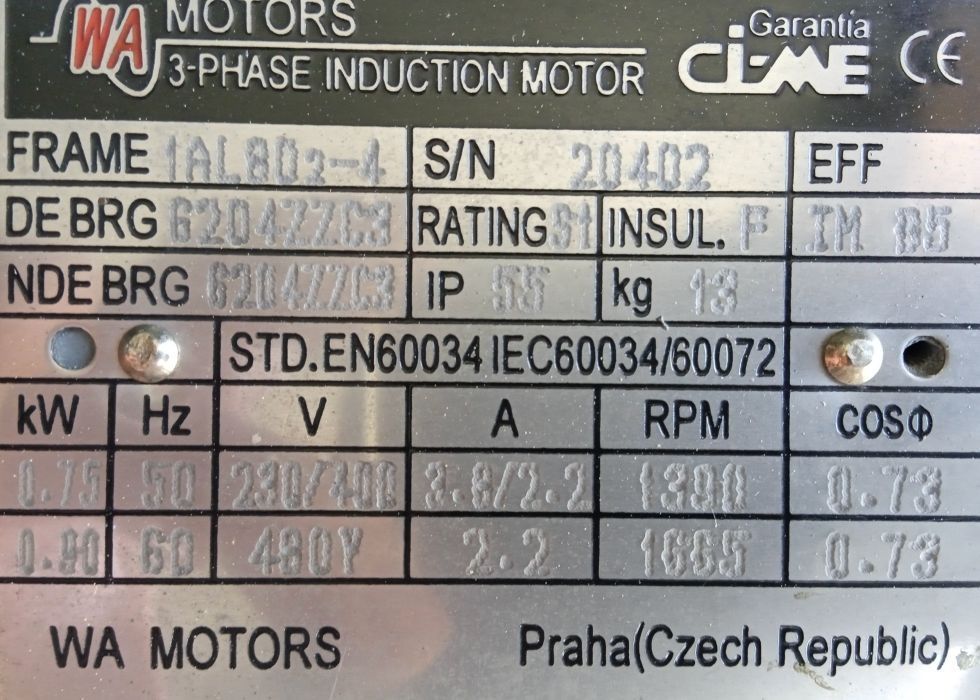 WA MOTORS
3-PHASE INDUCTION MOTOR
Garantía
CI-ME
CE
FRAME 1AL802-4 S/N 20402 EFF
DE BRG 6204ZZC3 RATING S1 INSUL. F IM B5
NDE BRG 6204ZZC3 IP 55 kg 13
STD.EN60034 IEC60034/60072
kW Hz V A RPM COSΦ
0.75 50 230/400 3.8/2.2 1390 0.73
0.90 60 480Y 2.2 1665 0.73
WA MOTORS Praha(Czech Republic)